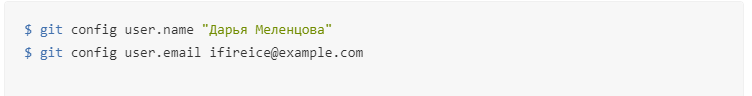 $ git config user.name "Дарья Меленцова"
$ git config user.email ifireice@example.com